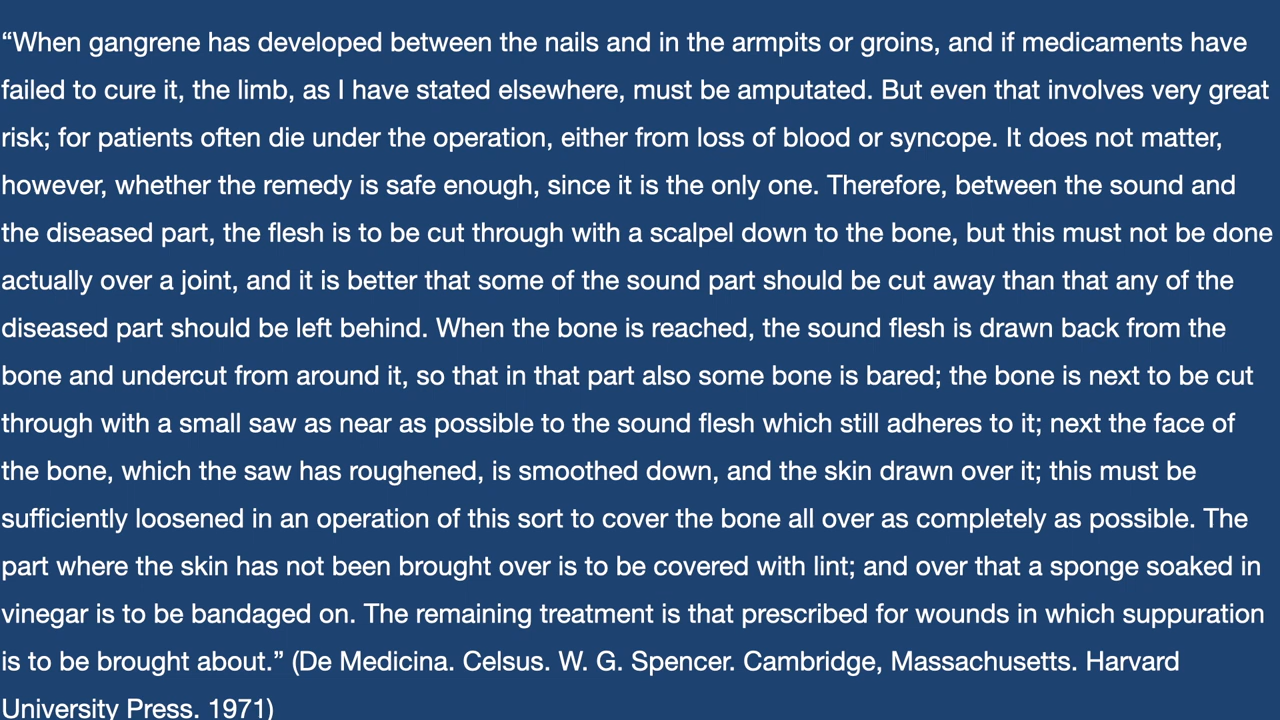 “When gangrene has developed between the nails and in the armpits or groins, and if medicaments have
failed to cure it, the limb, as I have stated elsewhere, must be amputated. But even that involves very great
risk; for patients often die under the operation, either from loss of blood or syncope. It does not matter,
however, whether the remedy is safe enough, since it is the only one. Therefore, between the sound and
the diseased part, the flesh is to be cut through with a scalpel down to the bone, but this must not be done
actually over a joint, and it is better that some of the sound part should be cut away than that any of the
diseased part should be left behind. When the bone is reached, the sound flesh is drawn back from the
bone and undercut from around it, so that in that part also some bone is bared; the bone is next to be cut
through with a small saw as near as possible to the sound flesh which still adheres to it; next the face of
the bone, which the saw has roughened, is smoothed down, and the skin drawn over it; this must be
sufficiently loosened in an operation of this sort to cover the bone all over as completely as possible. The
part where the skin has not been brought over is to be covered with lint; and over that a sponge soaked in
vinegar is to be bandaged on. The remaining treatment is that prescribed for wounds in which suppuration
is to be brought about.” (De Medicina. Celsus. W. G. Spencer. Cambridge, Massachusetts. Harvard
University Press. 1971)